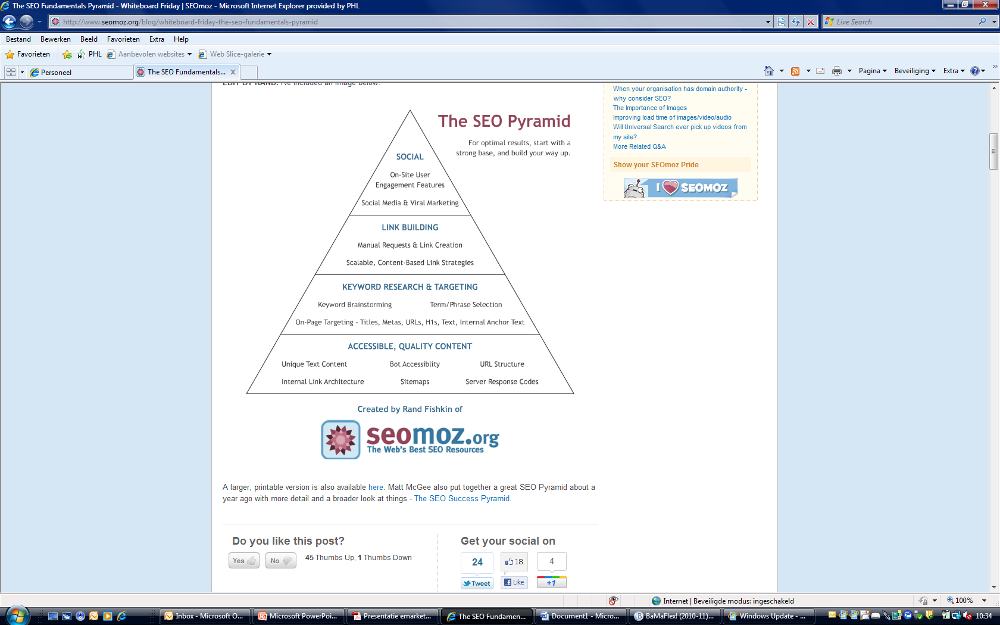 The SEO Fundamentals Pyramid - Whiteboard Friday | SEOmoz - Microsoft Internet Explorer provided by PHL
http://www.seomoz.org/blog/whiteboard-friday-the-seo-fundamentals-pyramid
Live Search
Bestand Bewerken Beeld Favorieten Extra Help
Favorieten PHL Aanbevolen websites Web Slice-galerie
Personeel The SEO Fundamentals... Pagina Beveiliging Extra
EDIT BY RAND: I've included an image below:
When your organisation has domain authority -
why consider SEO?
The Importance of Images
Improving load time of images/video/audio
Will Universal Search ever pick up videos from
my site?
More Related Q&A
Show your SEOmoz Pride
I SEOMOZ
The SEO Pyramid
For optimal results, start with a
strong base, and build your way up.
SOCIAL
On-Site User
Engagement Features
Social Media & Viral Marketing
LINK BUILDING
Manual Requests & Link Creation
Scalable, Content-Based Link Strategies
KEYWORD RESEARCH & TARGETING
Keyword Brainstorming Term/Phrase Selection
On-Page Targeting - Titles, Metas, URLs, H1s, Text, Internal Anchor Text
ACCESSIBLE, QUALITY CONTENT
Unique Text Content Bot Accessiblity URL Structure
Internal Link Architecture Sitemaps Server Response Codes
Created by Rand Fishkin of
seomoz.org
The Web's Best SEO Resources
A larger, printable version is also available here. Matt McGee also put together a great SEO Pyramid about a
year ago with more detail and a broader look at things - The SEO Success Pyramid.
Do you like this post?
Yes No 45 Thumbs Up, 1 Thumbs Down
Get your social on
24 18 4
Tweet Like +1
Internet | Beveiligde modus: ingeschakeld 100%
Inbox - Microsoft O... Microsoft PowerPoi... Presentatie emarket... The SEO Fundamen... Document1 - Micro... BaMaFlex! (2010-11)... Windows Update - ... 10:34